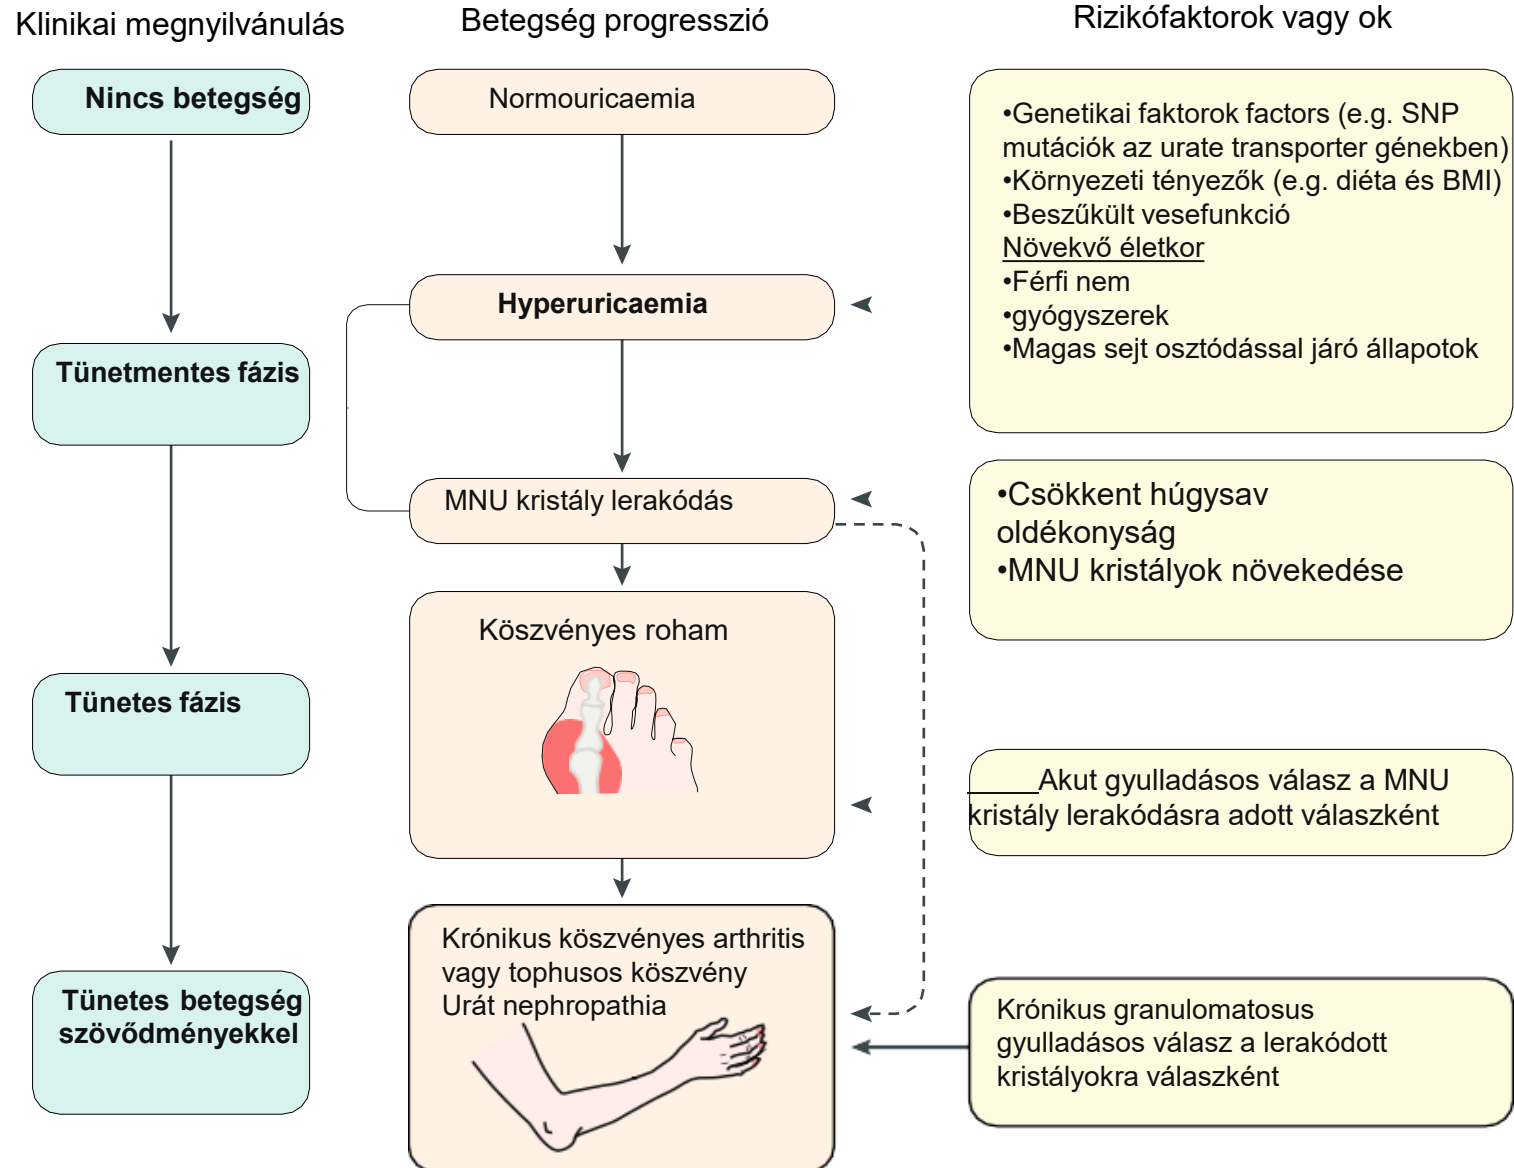 Klinikai megnyilvánulás
Nincs betegség
Tünetmentes fázis
Tünetes fázis
Tünetes betegség
szövődményekkel
Betegség progresszió
Normouricaemia
Hyperuricaemia
MNU kristály lerakódás
Köszvényes roham
Krónikus köszvényes arthritis
vagy tophusos köszvény
Urát nephropathia
Rizikófaktorok vagy ok
•Genetikai faktorok factors (e.g. SNP
mutációk az urate transporter génekben)
•Környezeti tényezők (e.g. diéta és BMI)
•Beszűkült vesefunkció
Növekvő életkor
•Férfi nem
•gyógyszerek
•Magas sejt osztódással járó állapotok
•Csökkent húgysav
oldékonyság
•MNU kristályok növekedése
Akut gyulladásos válasz a MNU
kristály lerakódásra adott válaszként
Krónikus granulomatosus
gyulladásos válasz a lerakódott
kristályokra válaszként